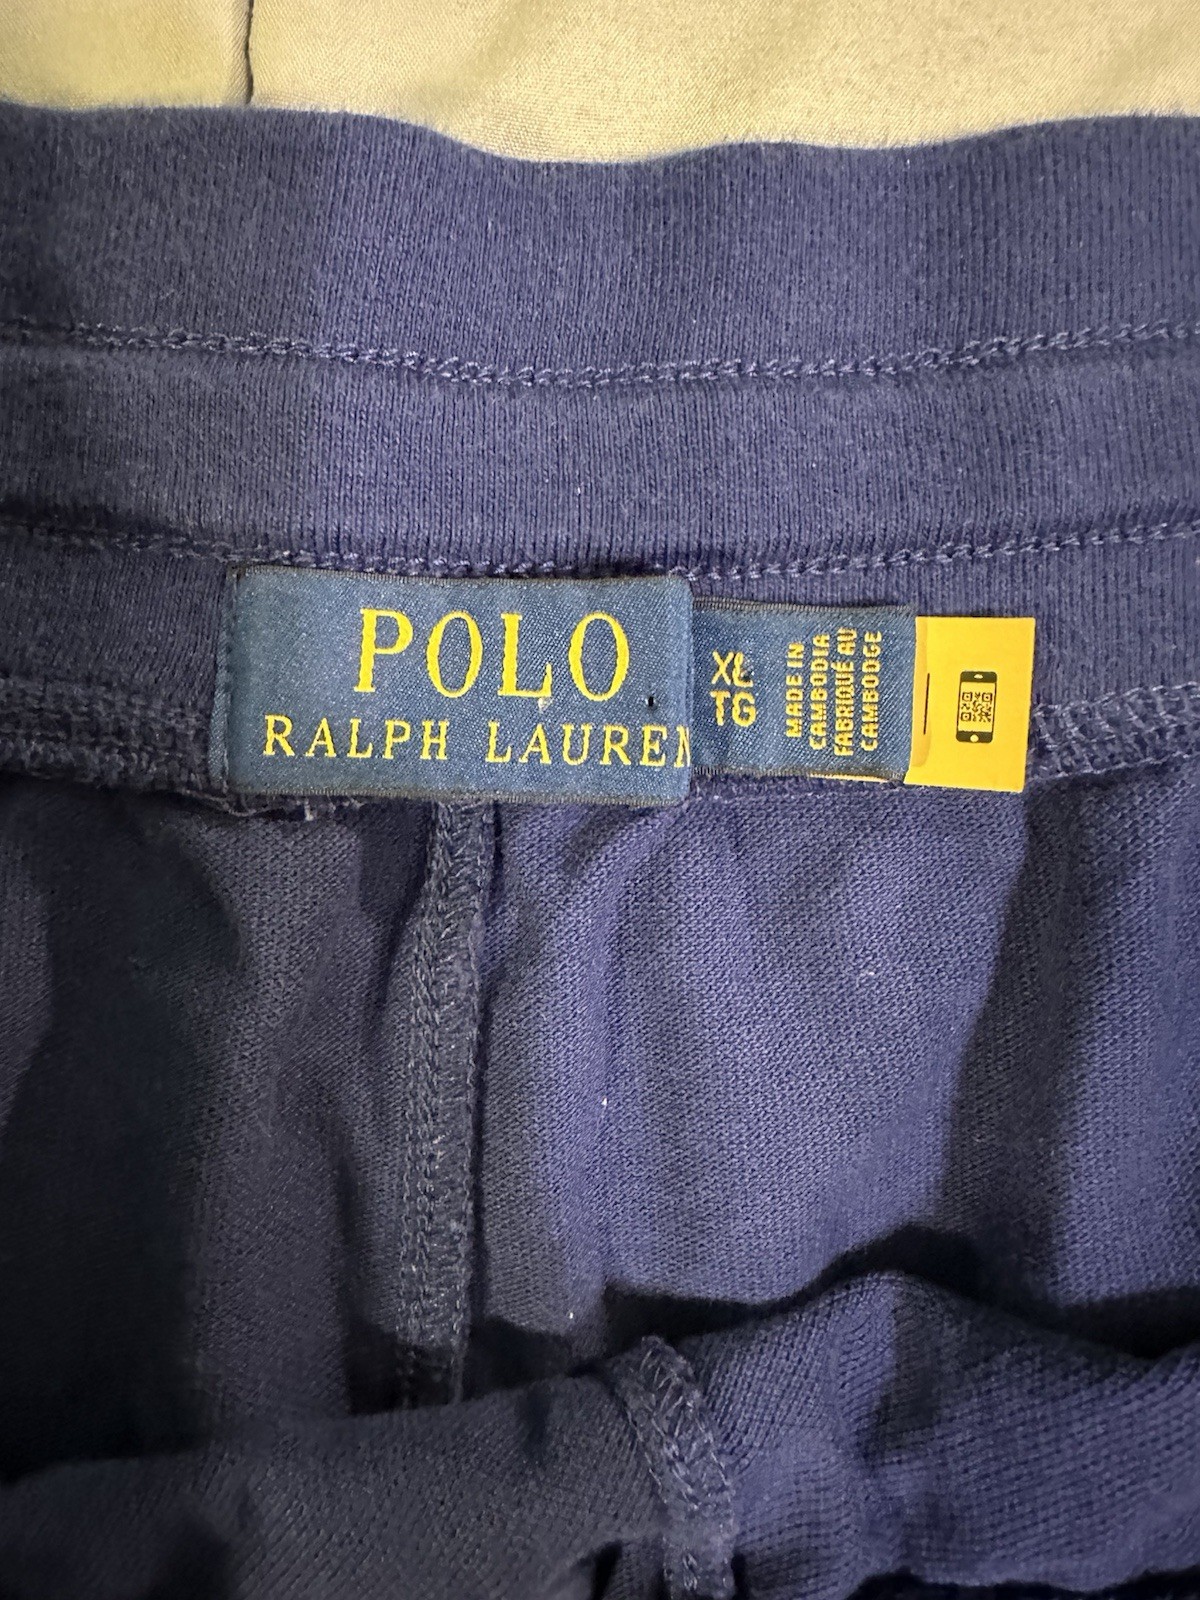 POLO
RALPH LAUREN
XL
TG
MADE IN
CAMBODIA
FABRIQUÉ AU
CAMBODGE